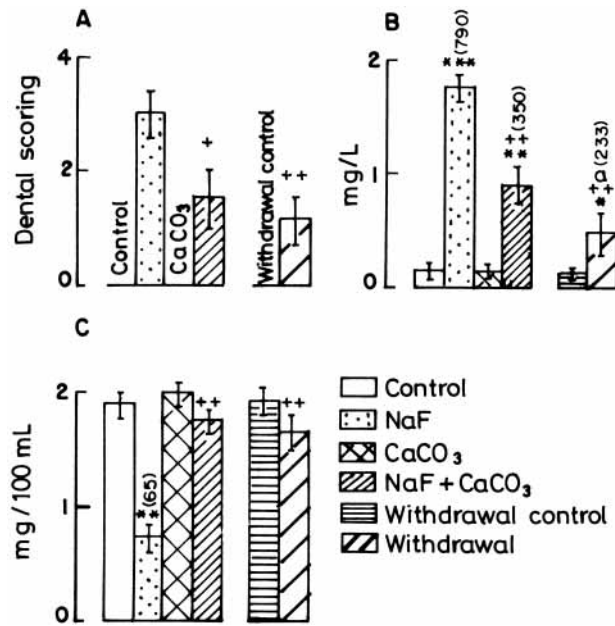 A
4
2
0
Dental scoring
Control
CaCO₃
+
Withdrawal control
++
B
2
1
0
mg/L
***(790)
*+*+(350)
*++p(233)
C
2
1
0
mg/100 mL
**(65)
++
++
Control
NaF
CaCO₃
NaF + CaCO₃
Withdrawal control
Withdrawal